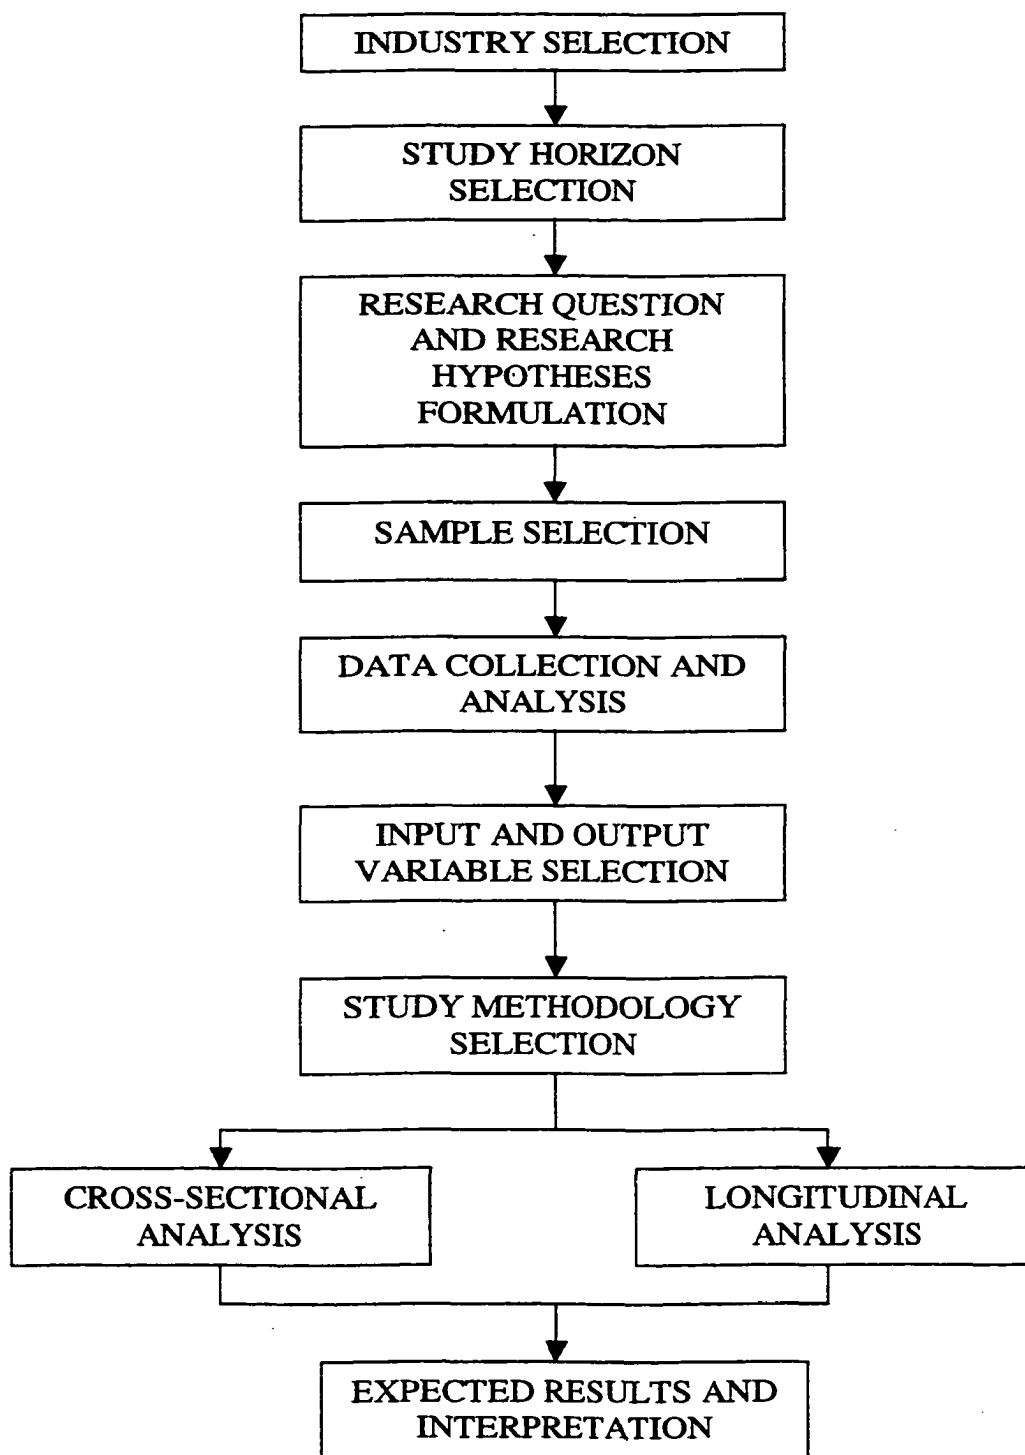 INDUSTRY SELECTION
STUDY HORIZON
SELECTION
RESEARCH QUESTION
AND RESEARCH
HYPOTHESES
FORMULATION
SAMPLE SELECTION
DATA COLLECTION AND
ANALYSIS
INPUT AND OUTPUT
VARIABLE SELECTION
STUDY METHODOLOGY
SELECTION
CROSS-SECTIONAL
ANALYSIS
LONGITUDINAL
ANALYSIS
EXPECTED RESULTS AND
INTERPRETATION